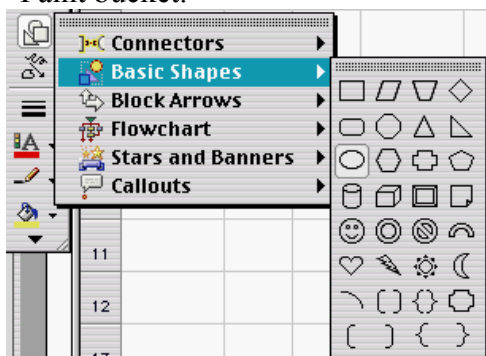 Paint bucket.
Connectors
Basic Shapes
Block Arrows
Flowchart
Stars and Banners
Callouts
A
11
12